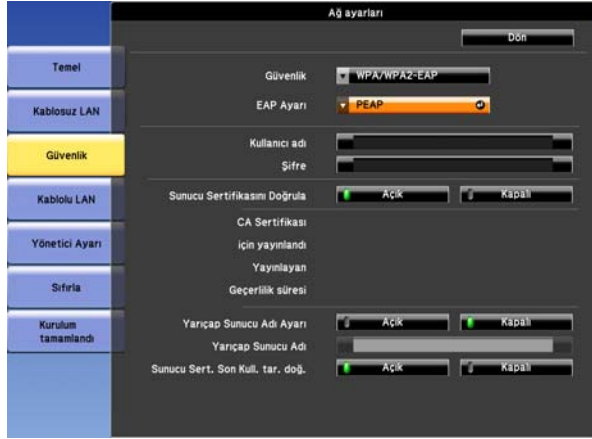 Ağ ayarları
Dön
Temel
Kablosuz LAN
Güvenlik
Kablolu LAN
Yönetici Ayarı
Sıfırla
Kurulum
tamamlandı
Güvenlik WPA/WPA2-EAP
EAP Ayarı PEAP
Kullanıcı adı
Şifre
Sunucu Sertifikasını Doğrula Açık Kapalı
CA Sertifikası
için yayınlandı
Yayınlayan
Geçerlilik süresi
Yarıçap Sunucu Adı Ayarı Açık Kapalı
Yarıçap Sunucu Adı
Sunucu Sert. Son Kull. tar. doğ. Açık Kapalı